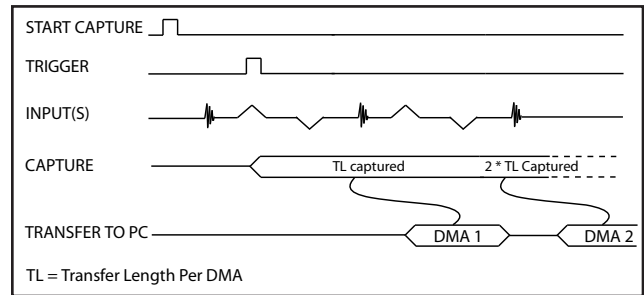 START CAPTURE
TRIGGER
INPUT(S)
CAPTURE
TL captured
2 * TL Captured
TRANSFER TO PC
DMA 1
DMA 2
TL = Transfer Length Per DMA